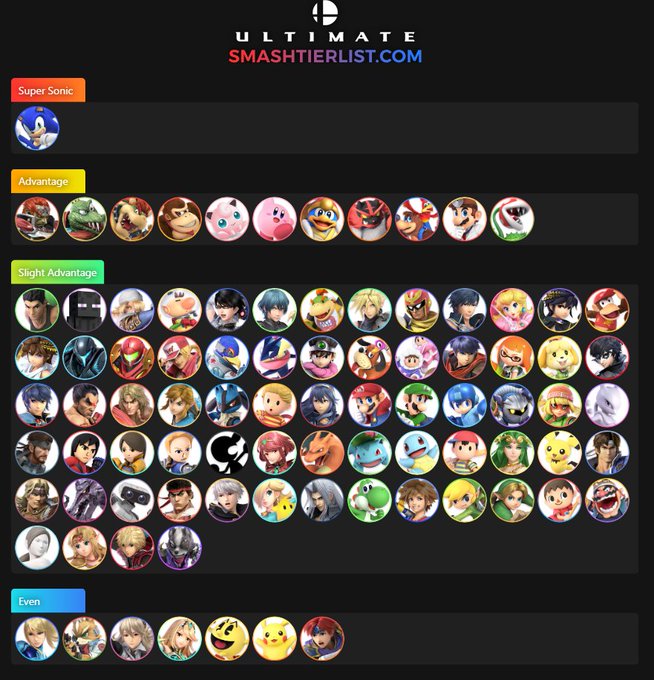 ULTIMATE
SMASHTIERLIST.COM
Super Sonic
Advantage
Slight Advantage
Even